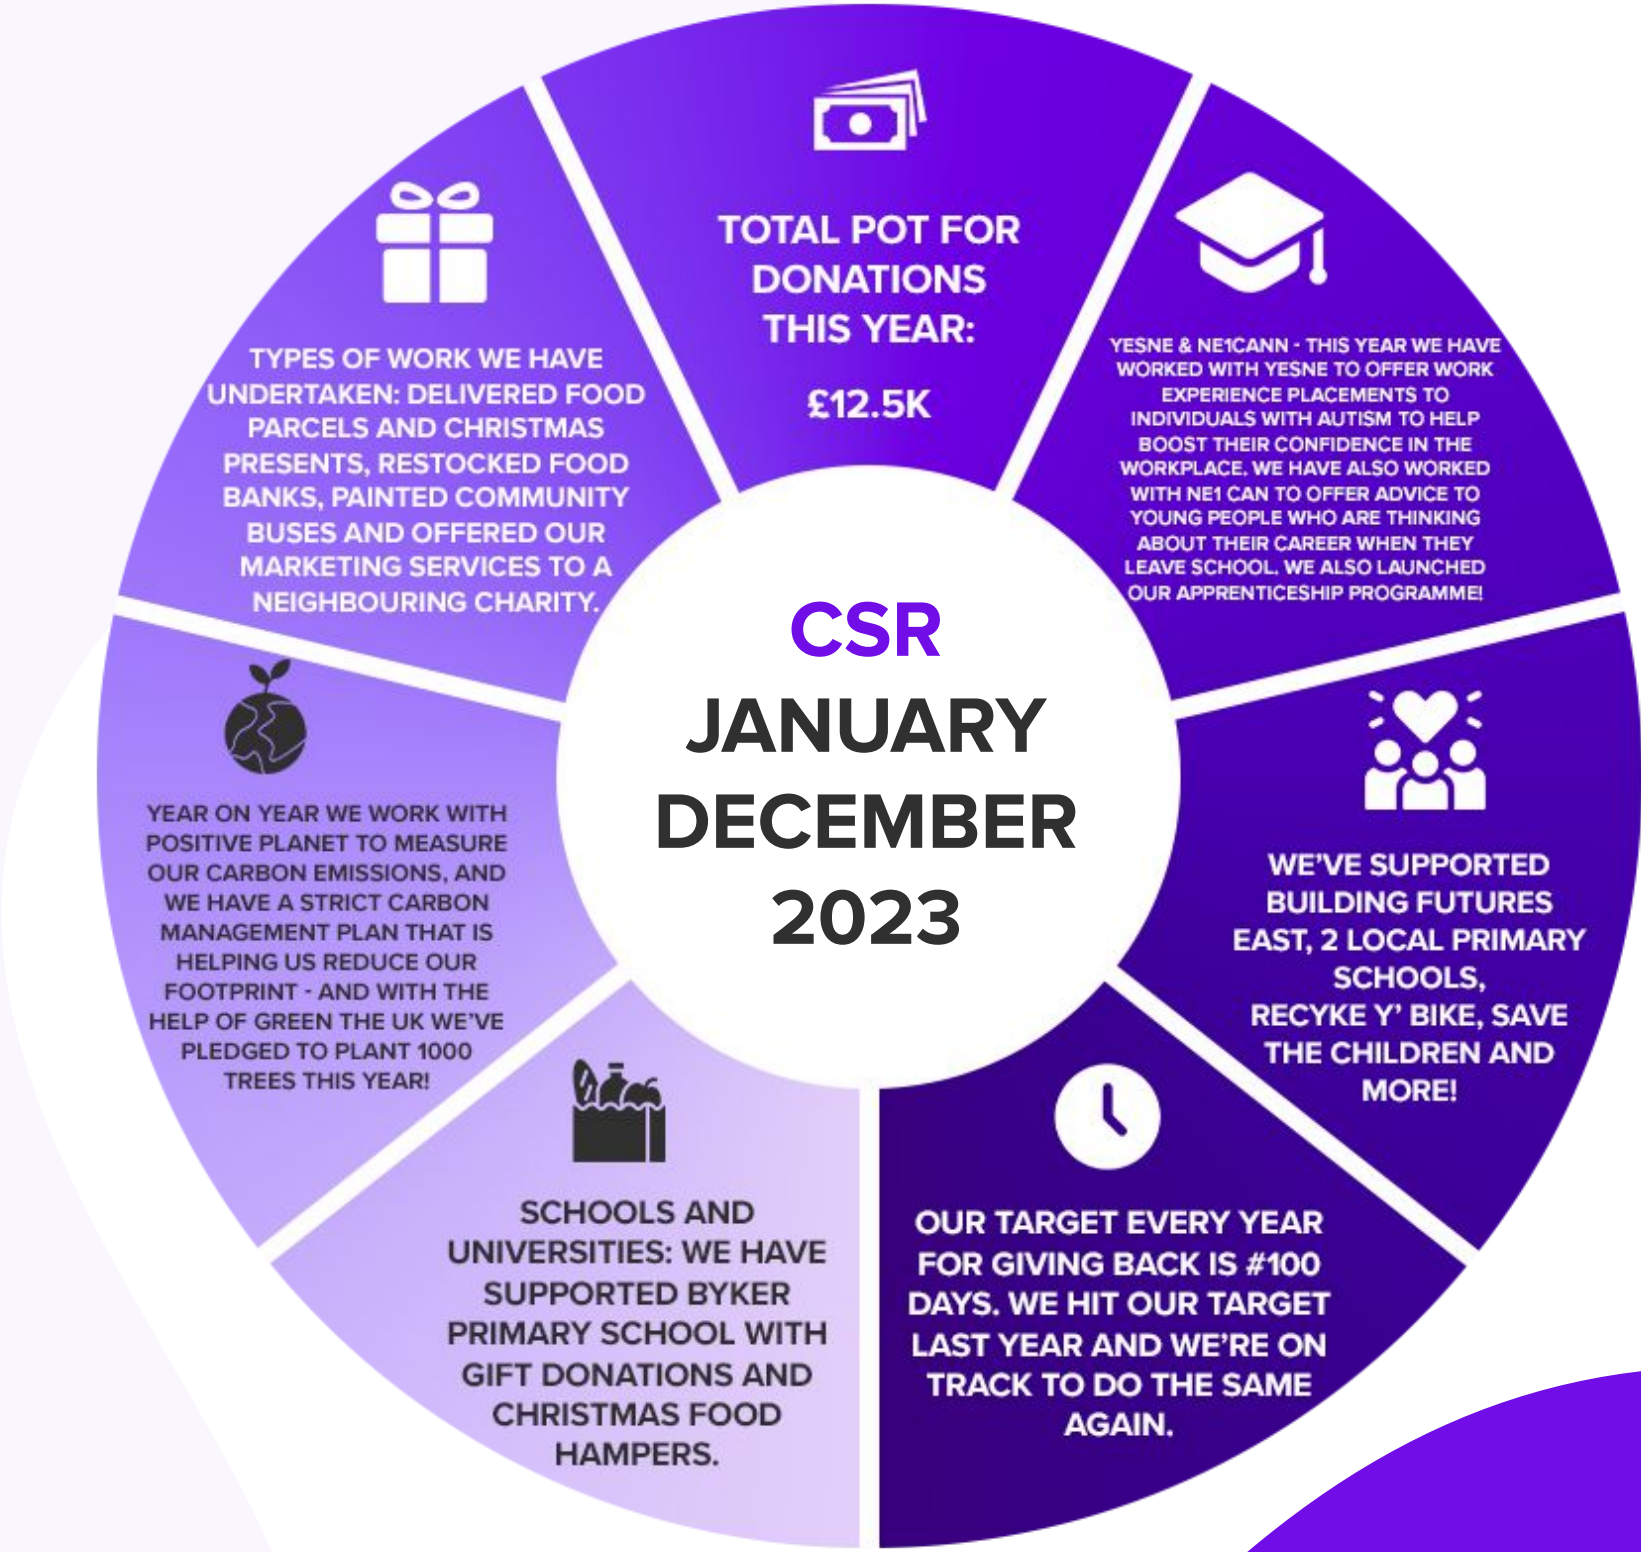 TOTAL POT FOR
DONATIONS
THIS YEAR:
£12.5K
YESNE & NE1CANN - THIS YEAR WE HAVE
WORKED WITH YESNE TO OFFER WORK
EXPERIENCE PLACEMENTS TO
INDIVIDUALS WITH AUTISM TO HELP
BOOST THEIR CONFIDENCE IN THE
WORKPLACE. WE HAVE ALSO WORKED
WITH NE1 CAN TO OFFER ADVICE TO
YOUNG PEOPLE WHO ARE THINKING
ABOUT THEIR CAREER WHEN THEY
LEAVE SCHOOL. WE ALSO LAUNCHED
OUR APPRENTICESHIP PROGRAMME!
WE'VE SUPPORTED
BUILDING FUTURES
EAST, 2 LOCAL PRIMARY
SCHOOLS,
RECYKE Y' BIKE, SAVE
THE CHILDREN AND
MORE!
OUR TARGET EVERY YEAR
FOR GIVING BACK IS #100
DAYS. WE HIT OUR TARGET
LAST YEAR AND WE'RE ON
TRACK TO DO THE SAME
AGAIN.
SCHOOLS AND
UNIVERSITIES: WE HAVE
SUPPORTED BYKER
PRIMARY SCHOOL WITH
GIFT DONATIONS AND
CHRISTMAS FOOD
HAMPERS.
YEAR ON YEAR WE WORK WITH
POSITIVE PLANET TO MEASURE
OUR CARBON EMISSIONS, AND
WE HAVE A STRICT CARBON
MANAGEMENT PLAN THAT IS
HELPING US REDUCE OUR
FOOTPRINT - AND WITH THE
HELP OF GREEN THE UK WE'VE
PLEDGED TO PLANT 1000
TREES THIS YEAR!
TYPES OF WORK WE HAVE
UNDERTAKEN: DELIVERED FOOD
PARCELS AND CHRISTMAS
PRESENTS, RESTOCKED FOOD
BANKS, PAINTED COMMUNITY
BUSES AND OFFERED OUR
MARKETING SERVICES TO A
NEIGHBOURING CHARITY.
CSR
JANUARY
DECEMBER
2023